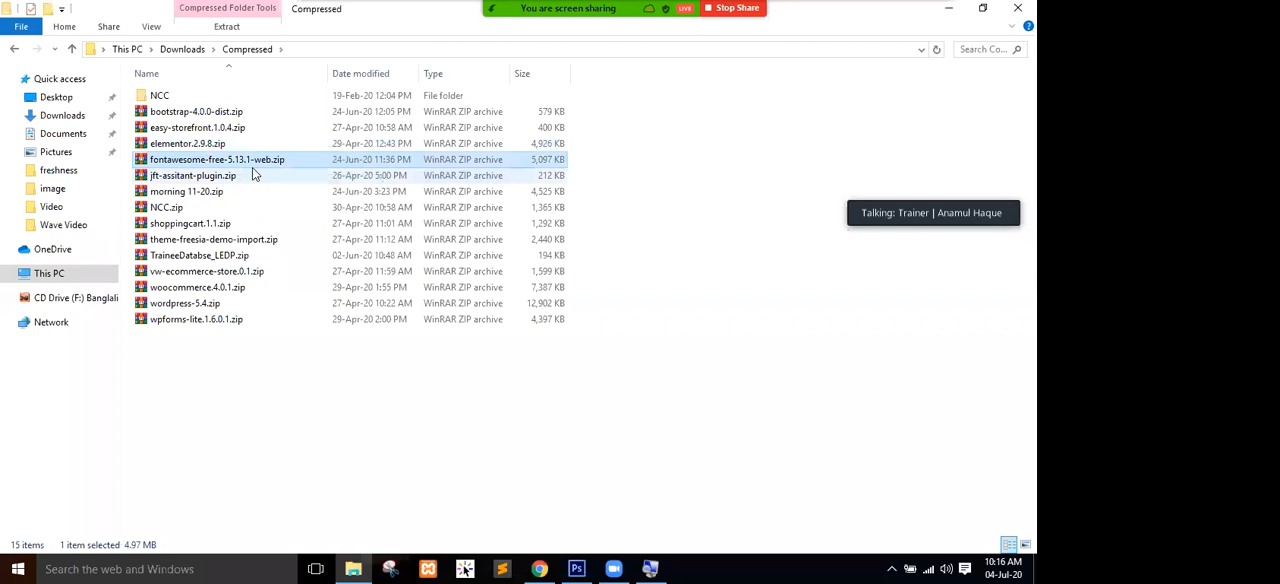 Compressed Folder Tools
Compressed
You are screen sharing
LIVE
Stop Share
File
Home
Share
View
Extract
This PC > Downloads > Compressed >
Search Co...
Name
Date modified
Type
Size
Quick access
Desktop
Downloads
Documents
Pictures
freshness
image
Video
Wave Video
OneDrive
This PC
CD Drive (F:) Banglali
Network
NCC 19-Feb-20 12:04 PM File folder
bootstrap-4.0.0-dist.zip 24-Jun-20 12:05 PM WinRAR ZIP archive 579 KB
easy-storefront.1.0.4.zip 27-Apr-20 10:58 AM WinRAR ZIP archive 400 KB
elementor.2.9.8.zip 29-Apr-20 12:43 PM WinRAR ZIP archive 4,926 KB
fontawesome-free-5.13.1-web.zip 24-Jun-20 11:36 PM WinRAR ZIP archive 5,097 KB
jft-assitant-plugin.zip 26-Apr-20 5:00 PM WinRAR ZIP archive 212 KB
morning 11-20.zip 24-Jun-20 3:23 PM WinRAR ZIP archive 4,525 KB
NCC.zip 30-Apr-20 10:58 AM WinRAR ZIP archive 1,365 KB
shoppingcart.1.1.zip 27-Apr-20 11:01 AM WinRAR ZIP archive 1,292 KB
theme-freesia-demo-import.zip 27-Apr-20 11:12 AM WinRAR ZIP archive 2,440 KB
TraineeDatabse_LEDP.zip 02-Jun-20 10:48 AM WinRAR ZIP archive 194 KB
vw-ecommerce-store.0.1.zip 27-Apr-20 11:59 AM WinRAR ZIP archive 1,599 KB
woocommerce.4.0.1.zip 29-Apr-20 1:55 PM WinRAR ZIP archive 7,387 KB
wordpress-5.4.zip 27-Apr-20 10:22 AM WinRAR ZIP archive 12,902 KB
wpforms-lite.1.6.0.1.zip 29-Apr-20 2:00 PM WinRAR ZIP archive 4,397 KB
Talking: Trainer | Anamul Haque
15 items 1 item selected 4.97 MB
Search the web and Windows
Ps
10:16 AM
04-Jul-20